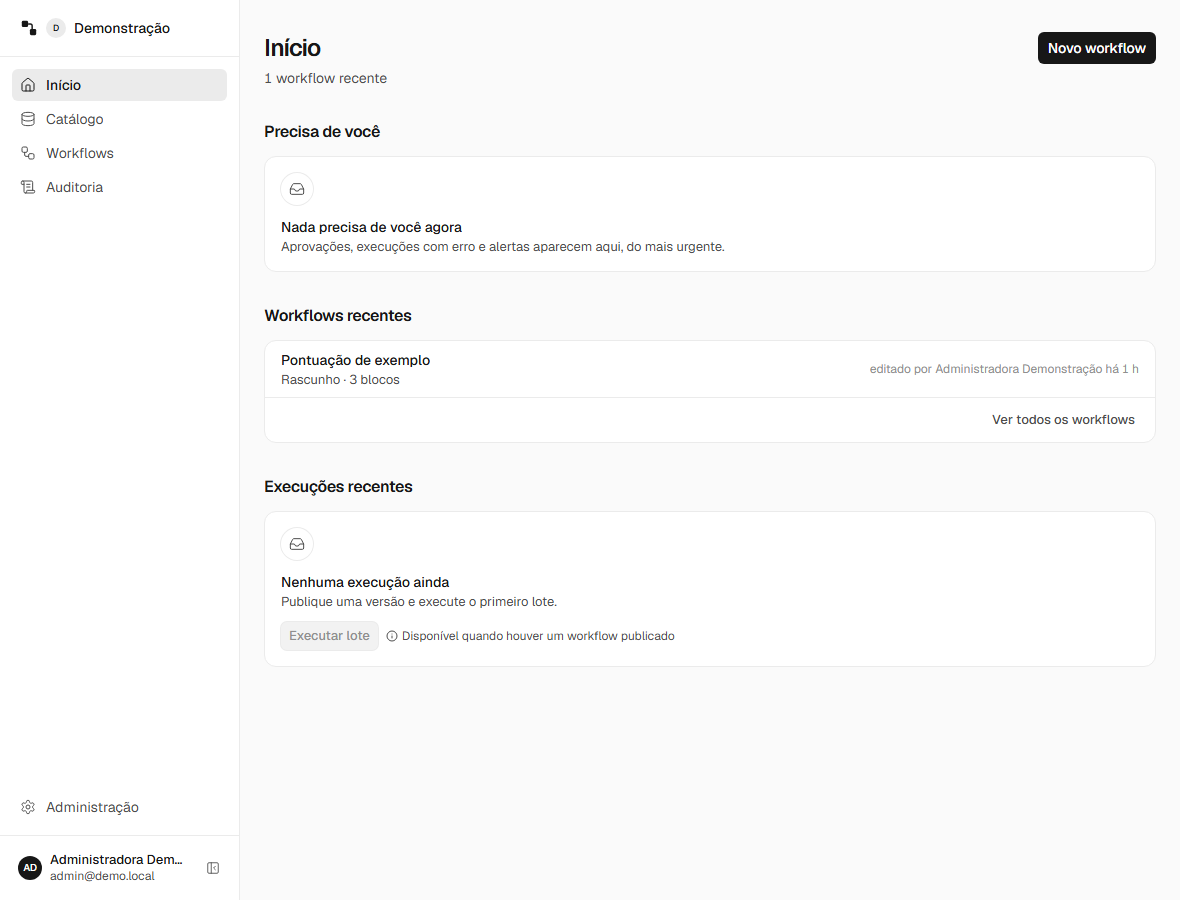 D Demonstração
Início
Catálogo
Workflows
Auditoria
Administração
AD
Administradora Dem...
admin@demo.local
Início
1 workflow recente
Novo workflow
Precisa de você
Nada precisa de você agora
Aprovações, execuções com erro e alertas aparecem aqui, do mais urgente.
Workflows recentes
Pontuação de exemplo
Rascunho · 3 blocos
editado por Administradora Demonstração há 1 h
Ver todos os workflows
Execuções recentes
Nenhuma execução ainda
Publique uma versão e execute o primeiro lote.
Executar lote
Disponível quando houver um workflow publicado